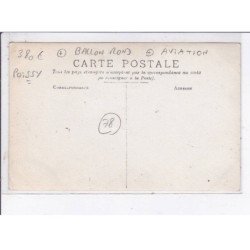 380€ + BALLON ROND + AVIATION
POISSY
CARTE POSTALE
Tous les pays étrangers n'acceptent pas la correspondance au recto
(se renseigner à la Poste).
CORRESPONDANCE ADRESSE
78